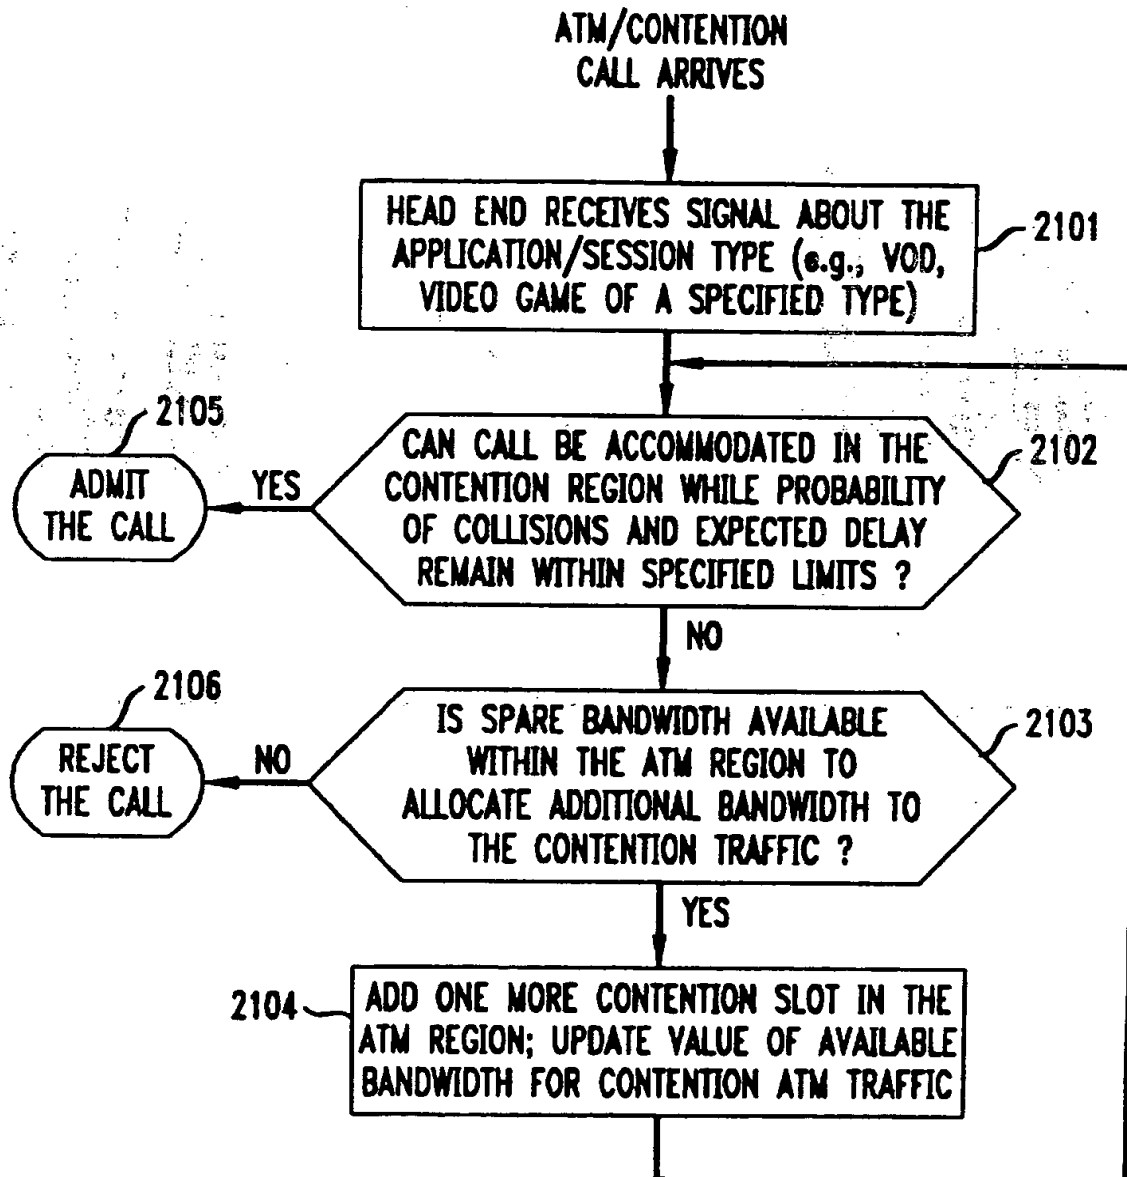 ATM/CONTENTION
CALL ARRIVES
HEAD END RECEIVES SIGNAL ABOUT THE
APPLICATION/SESSION TYPE (e.g., VOD,
VIDEO GAME OF A SPECIFIED TYPE)
2101
2105
ADMIT
THE CALL
YES
CAN CALL BE ACCOMMODATED IN THE
CONTENTION REGION WHILE PROBABILITY
OF COLLISIONS AND EXPECTED DELAY
REMAIN WITHIN SPECIFIED LIMITS ?
2102
NO
2106
REJECT
THE CALL
NO
IS SPARE BANDWIDTH AVAILABLE
WITHIN THE ATM REGION TO
ALLOCATE ADDITIONAL BANDWIDTH TO
THE CONTENTION TRAFFIC ?
2103
YES
2104
ADD ONE MORE CONTENTION SLOT IN THE
ATM REGION; UPDATE VALUE OF AVAILABLE
BANDWIDTH FOR CONTENTION ATM TRAFFIC